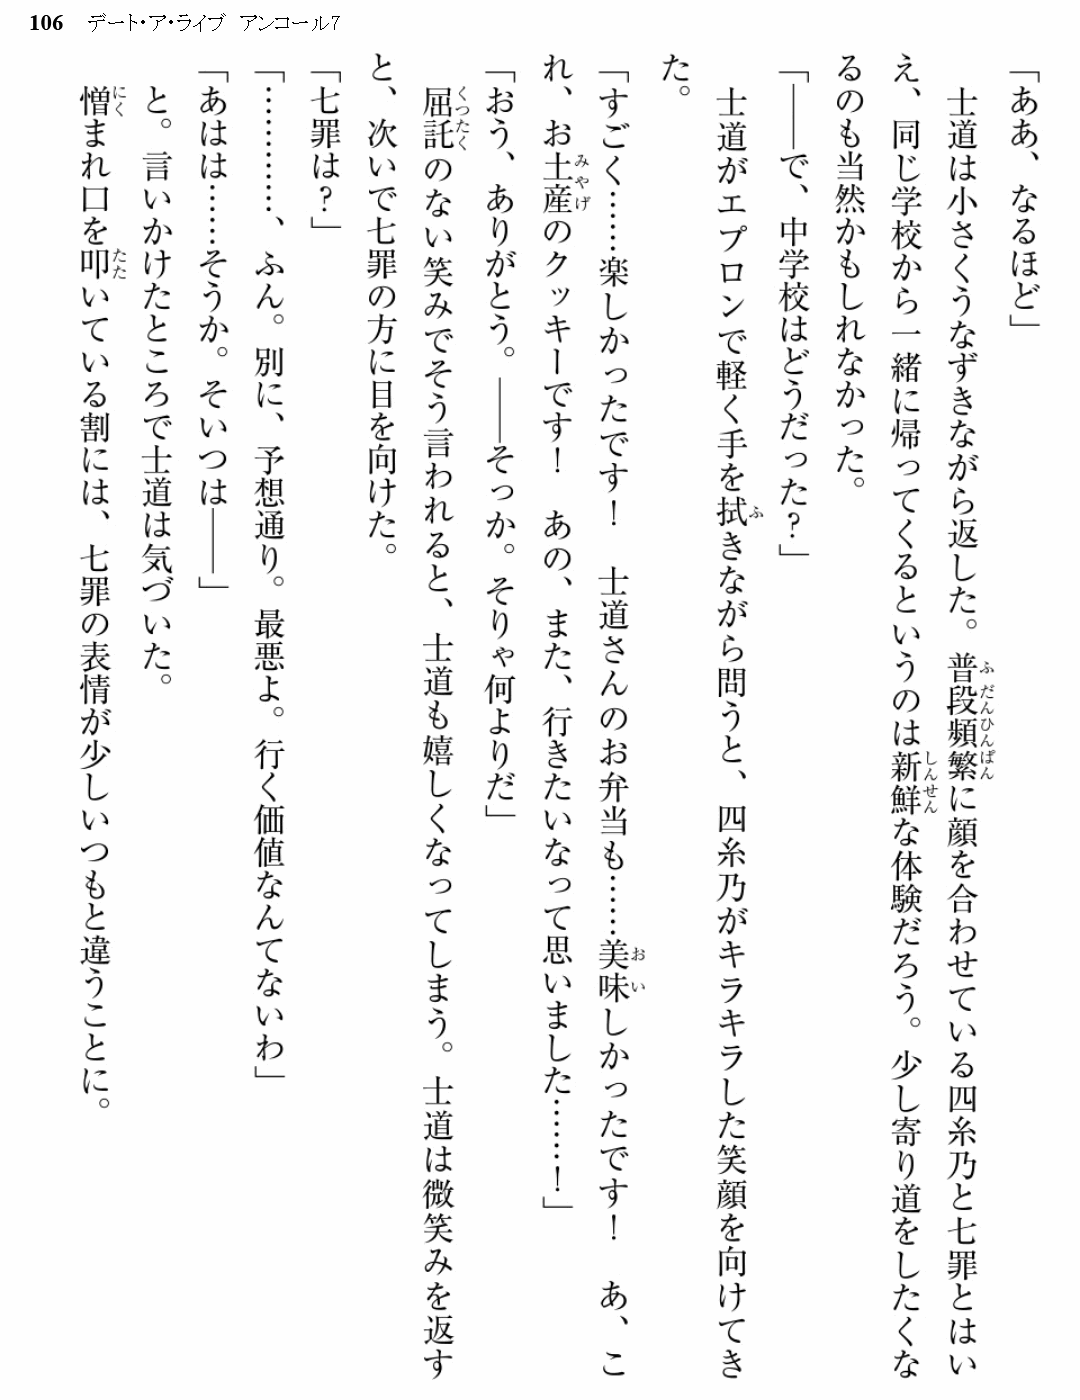 106 デート・ア・ライブ アンコール7
「ああ、なるほど」
士道は小さくうなずきながら返した。普段頻繁に顔を合わせている四糸乃と七罪とはい
え、同じ学校から一緒に帰ってくるというのは新鮮な体験だろう。少し寄り道をしたくな
るのも当然かもしれなかった。
「――で、中学校はどうだった?」
士道がエプロンで軽く手を拭きながら問うと、四糸乃がキラキラした笑顔を向けてき
た。
「すごく……楽しかったです! 士道さんのお弁当も……美味しかったです! あ、こ
れ、お土産のクッキーです! あの、また、行きたいなって思いました……!」
「おう、ありがとう。――そっか。そりゃ何よりだ」
屈託のない笑みでそう言われると、士道も嬉しくなってしまう。士道は微笑みを返す
と、次いで七罪の方に目を向けた。
「七罪は?」
「…………、ふん。別に、予想通り。最悪よ。行く価値なんてないわ」
「あはは……そうか。そいつは――」
と。言いかけたところで士道は気づいた。
憎まれ口を叩いている割には、七罪の表情が少しいつもと違うことに。